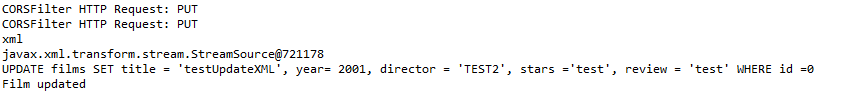 CORSFilter HTTP Request: PUT
CORSFilter HTTP Request: PUT
xml
javax.xml.transform.stream.StreamSource@721178
UPDATE films SET title = 'testUpdateXML', year= 2001, director = 'TEST2', stars ='test', review = 'test' WHERE id =0
Film updated